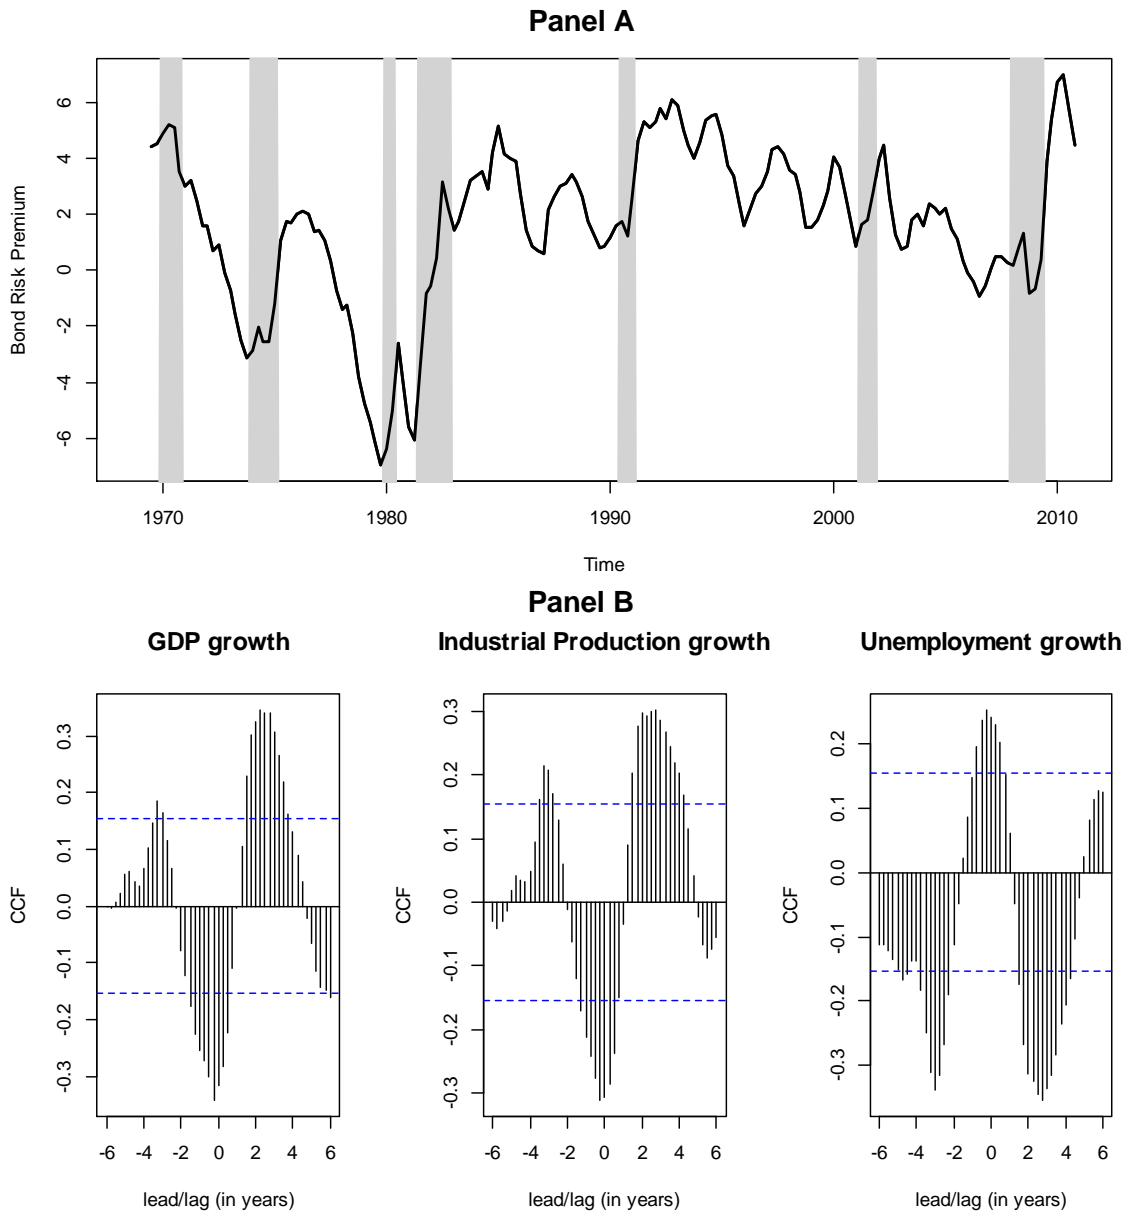 Panel A
Bond Risk Premium
6
4
2
0
-2
-4
-6
1970 1980 1990 2000 2010
Time
Panel B
GDP growth
CCF
0.3
0.2
0.1
0.0
-0.1
-0.2
-0.3
-6 -4 -2 0 2 4 6
lead/lag (in years)
Industrial Production growth
CCF
0.3
0.2
0.1
0.0
-0.1
-0.2
-0.3
-6 -4 -2 0 2 4 6
lead/lag (in years)
Unemployment growth
CCF
0.2
0.1
0.0
-0.1
-0.2
-0.3
-6 -4 -2 0 2 4 6
lead/lag (in years)